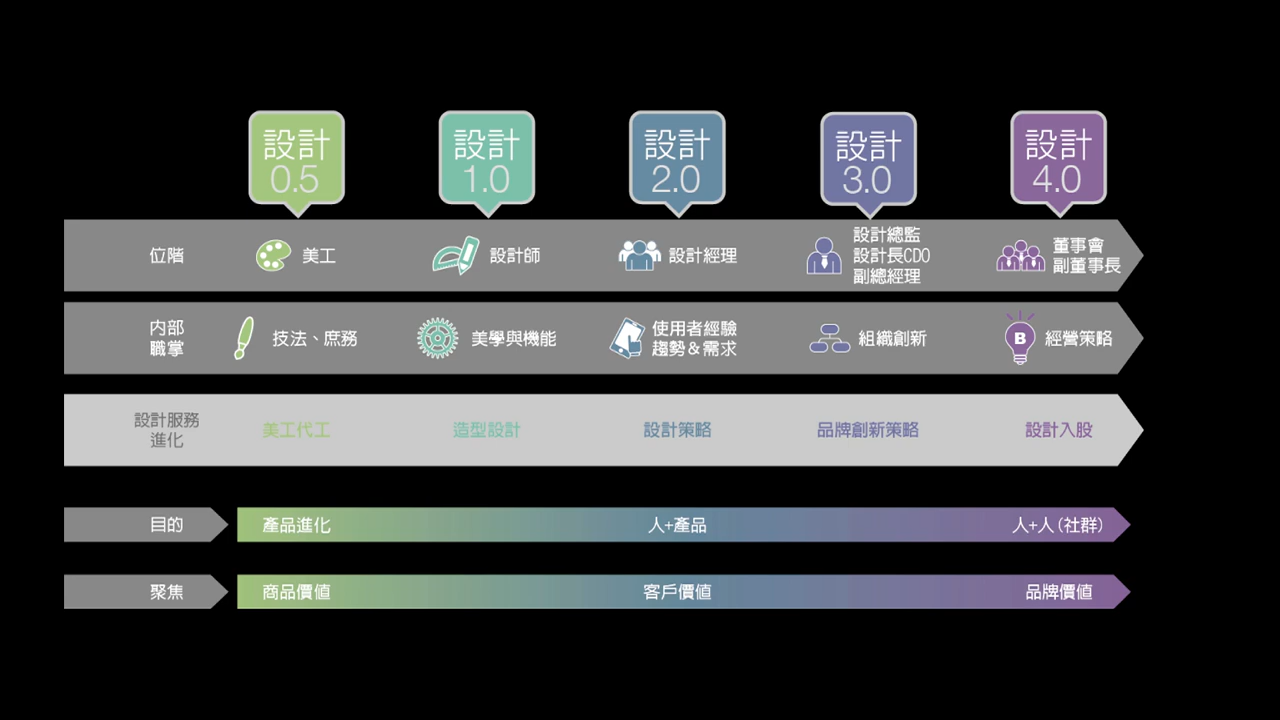 設計
0.5
設計
1.0
設計
2.0
設計
3.0
設計
4.0
位階
美工
設計師
設計經理
設計總監
設計長CDO
副總經理
董事會
副董事長
內部
職掌
技法、庶務
美學與機能
使用者經驗
趨勢&需求
組織創新
B
經營策略
設計服務
進化
美工代工
造型設計
設計策略
品牌創新策略
設計入股
目的
產品進化
人+產品
人+人(社群)
聚焦
商品價值
客戶價值
品牌價值